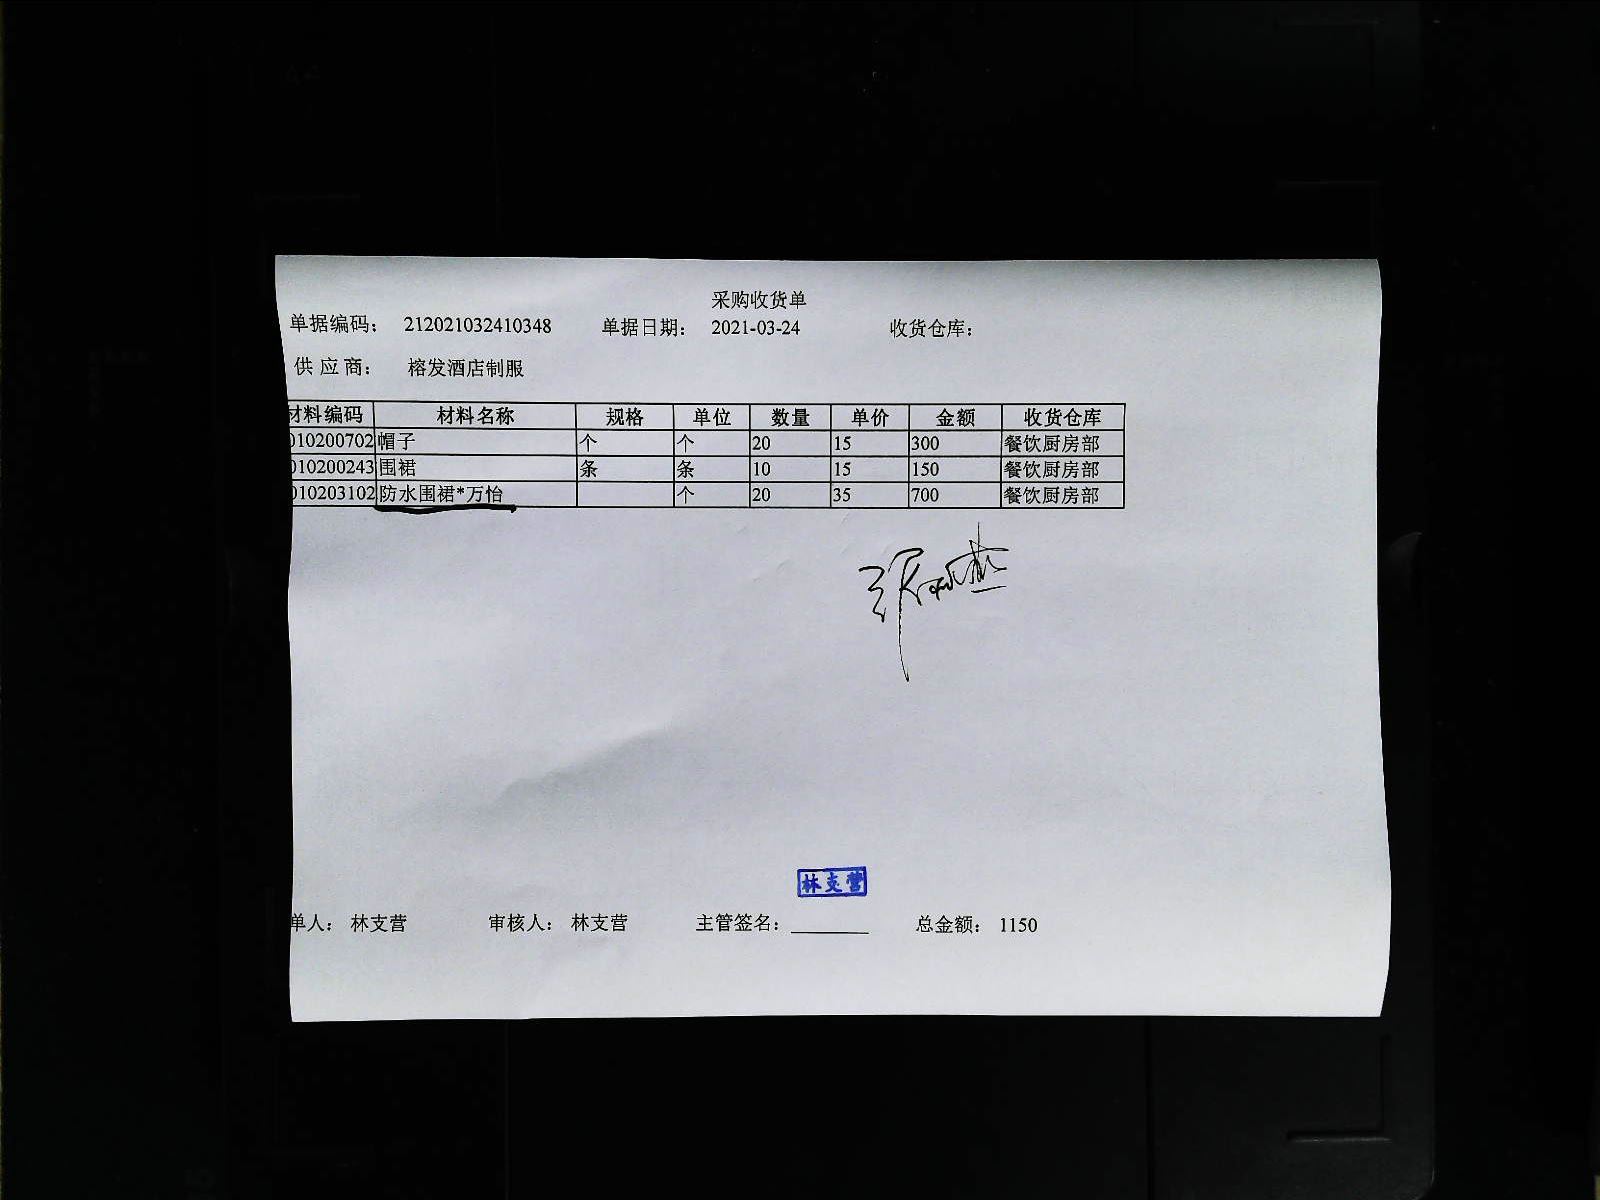 采购收货单
单据编码： 212021032410348 单据日期： 2021-03-24 收货仓库：
供应商： 榕发酒店制服
材料编码 材料名称 规格 单位 数量 单价 金额 收货仓库
010200702 帽子 个 个 20 15 300 餐饮厨房部
010200243 围裙 条 条 10 15 150 餐饮厨房部
010203102 防水围裙*万怡 个 20 35 700 餐饮厨房部
林支营
单人： 林支营 审核人： 林支营 主管签名： 总金额： 1150